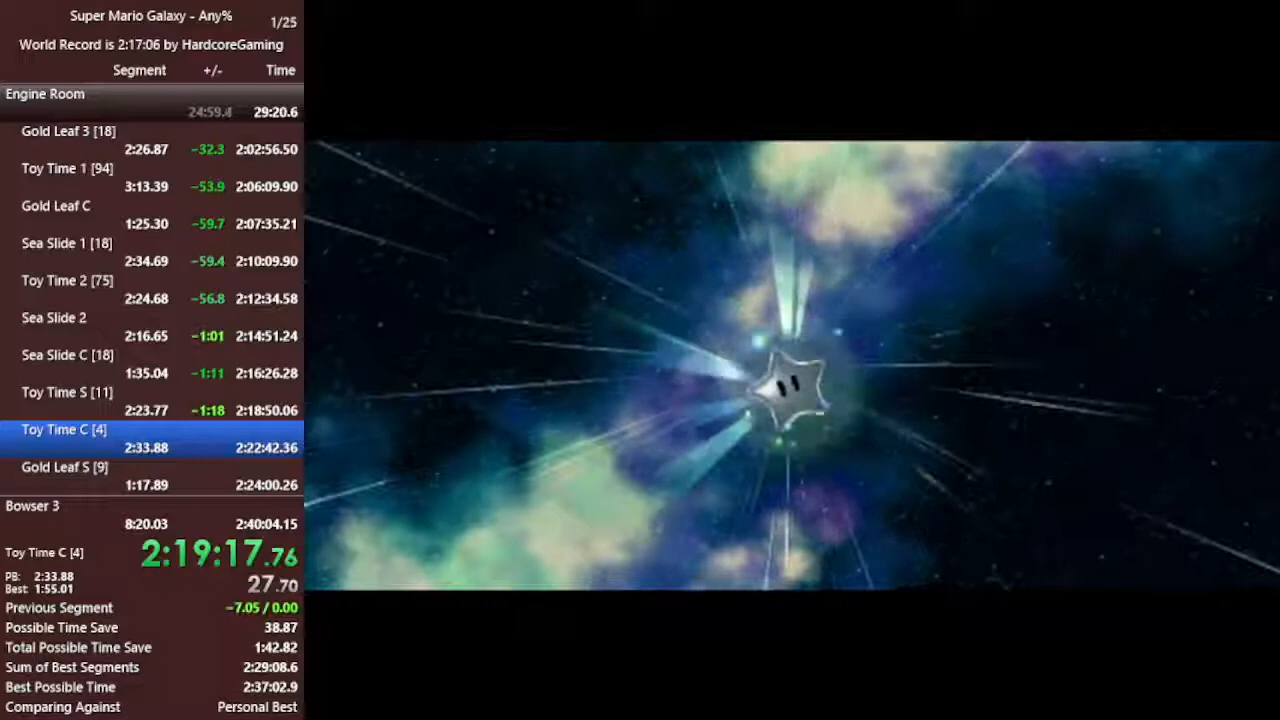 Super Mario Galaxy - Any%
1/25
World Record is 2:17:06 by HardcoreGaming
Segment +/- Time
Engine Room
24:59.4 29:20.6
Gold Leaf 3 [18]
2:26.87 -32.3 2:02:56.50
Toy Time 1 [94]
3:13.39 -53.9 2:06:09.90
Gold Leaf C
1:25.30 -59.7 2:07:35.21
Sea Slide 1 [18]
2:34.69 -59.4 2:10:09.90
Toy Time 2 [75]
2:24.68 -56.8 2:12:34.58
Sea Slide 2
2:16.65 -1:01 2:14:51.24
Sea Slide C [18]
1:35.04 -1:11 2:16:26.28
Toy Time S [11]
2:23.77 -1:18 2:18:50.06
Toy Time C [4]
2:33.88 2:22:42.36
Gold Leaf S [9]
1:17.89 2:24:00.26
Bowser 3
8:20.03 2:40:04.15
Toy Time C [4] 2:19:17.76
PB: 2:33.88
Best: 1:55.01 27.70
Previous Segment -7.05 / 0.00
Possible Time Save 38.87
Total Possible Time Save 1:42.82
Sum of Best Segments 2:29:08.6
Best Possible Time 2:37:02.9
Comparing Against Personal Best